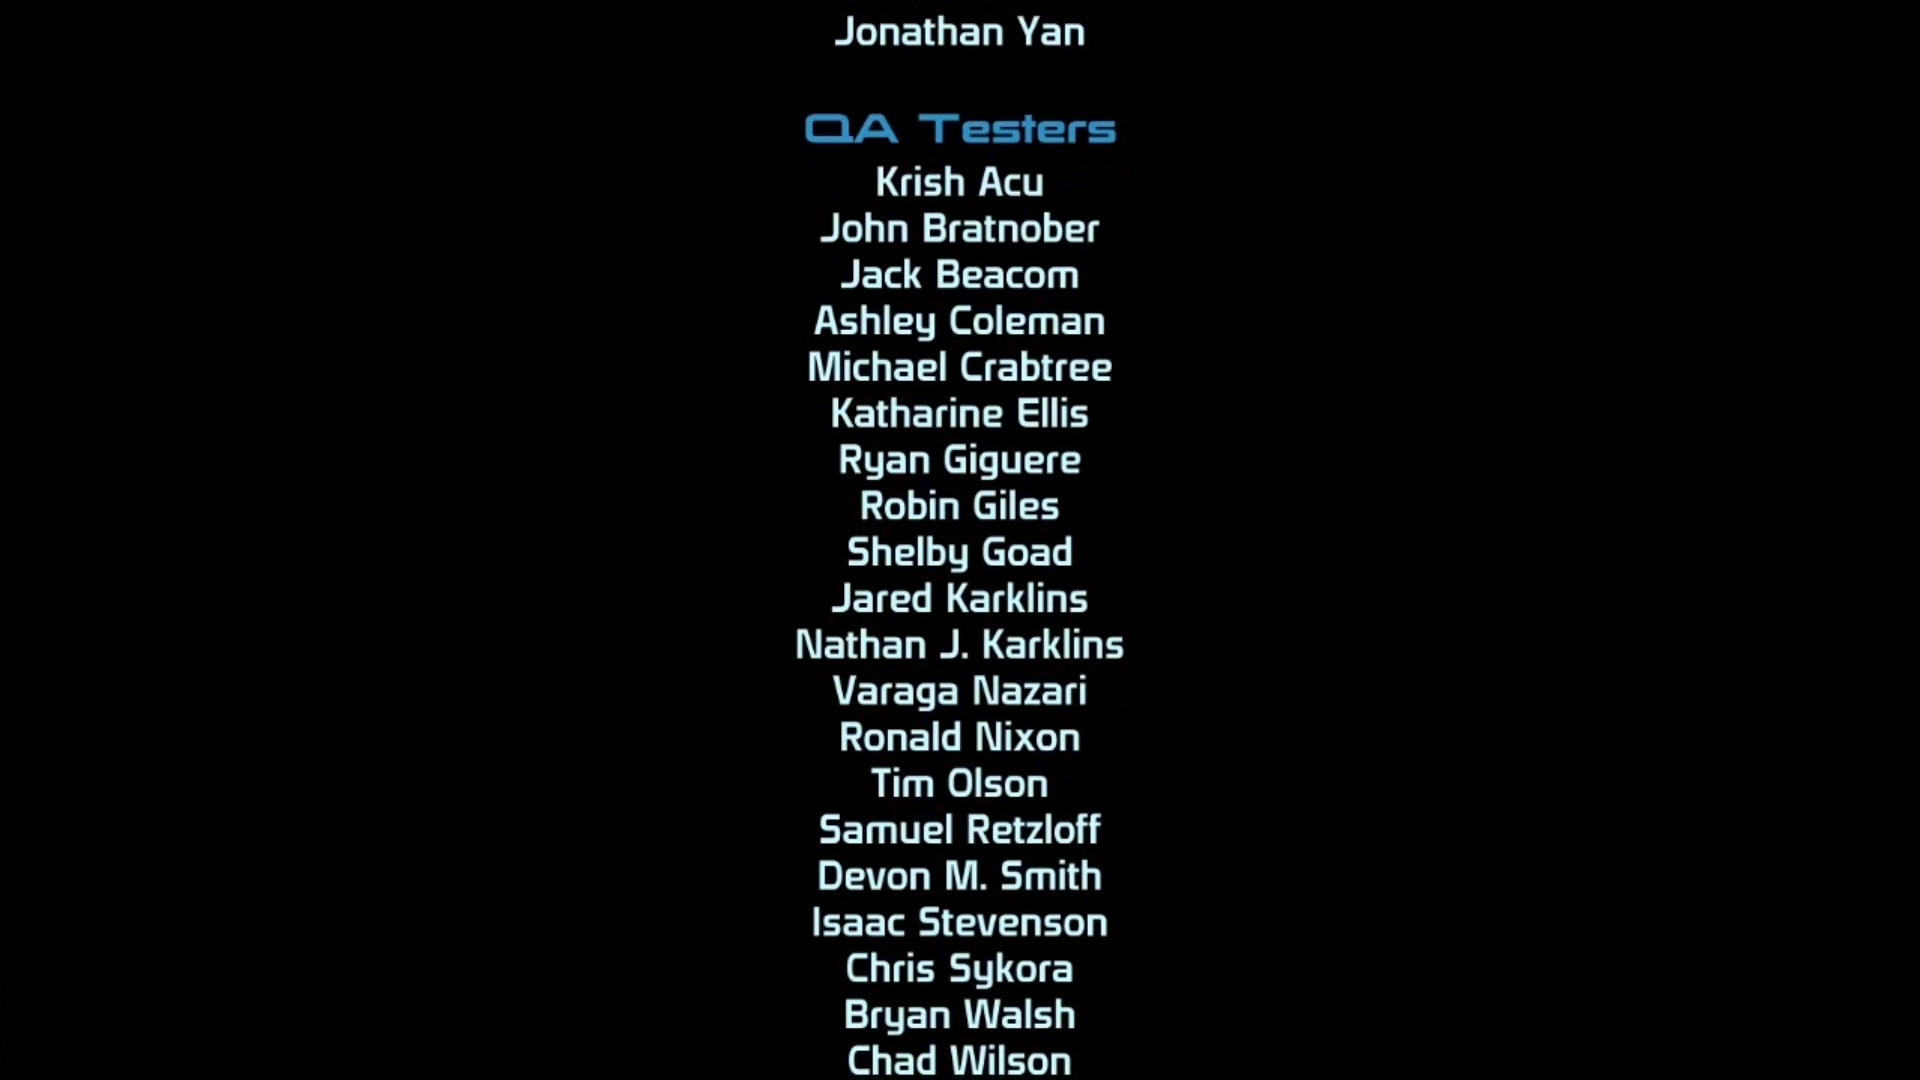 Jonathan Yan
QA Testers
Krish Acu
John Bratnober
Jack Beacom
Ashley Coleman
Michael Crabtree
Katharine Ellis
Ryan Giguere
Robin Giles
Shelby Goad
Jared Karklins
Nathan J. Karklins
Varaga Nazari
Ronald Nixon
Tim Olson
Samuel Retzloff
Devon M. Smith
Isaac Stevenson
Chris Sykora
Bryan Walsh
Chad Wilson